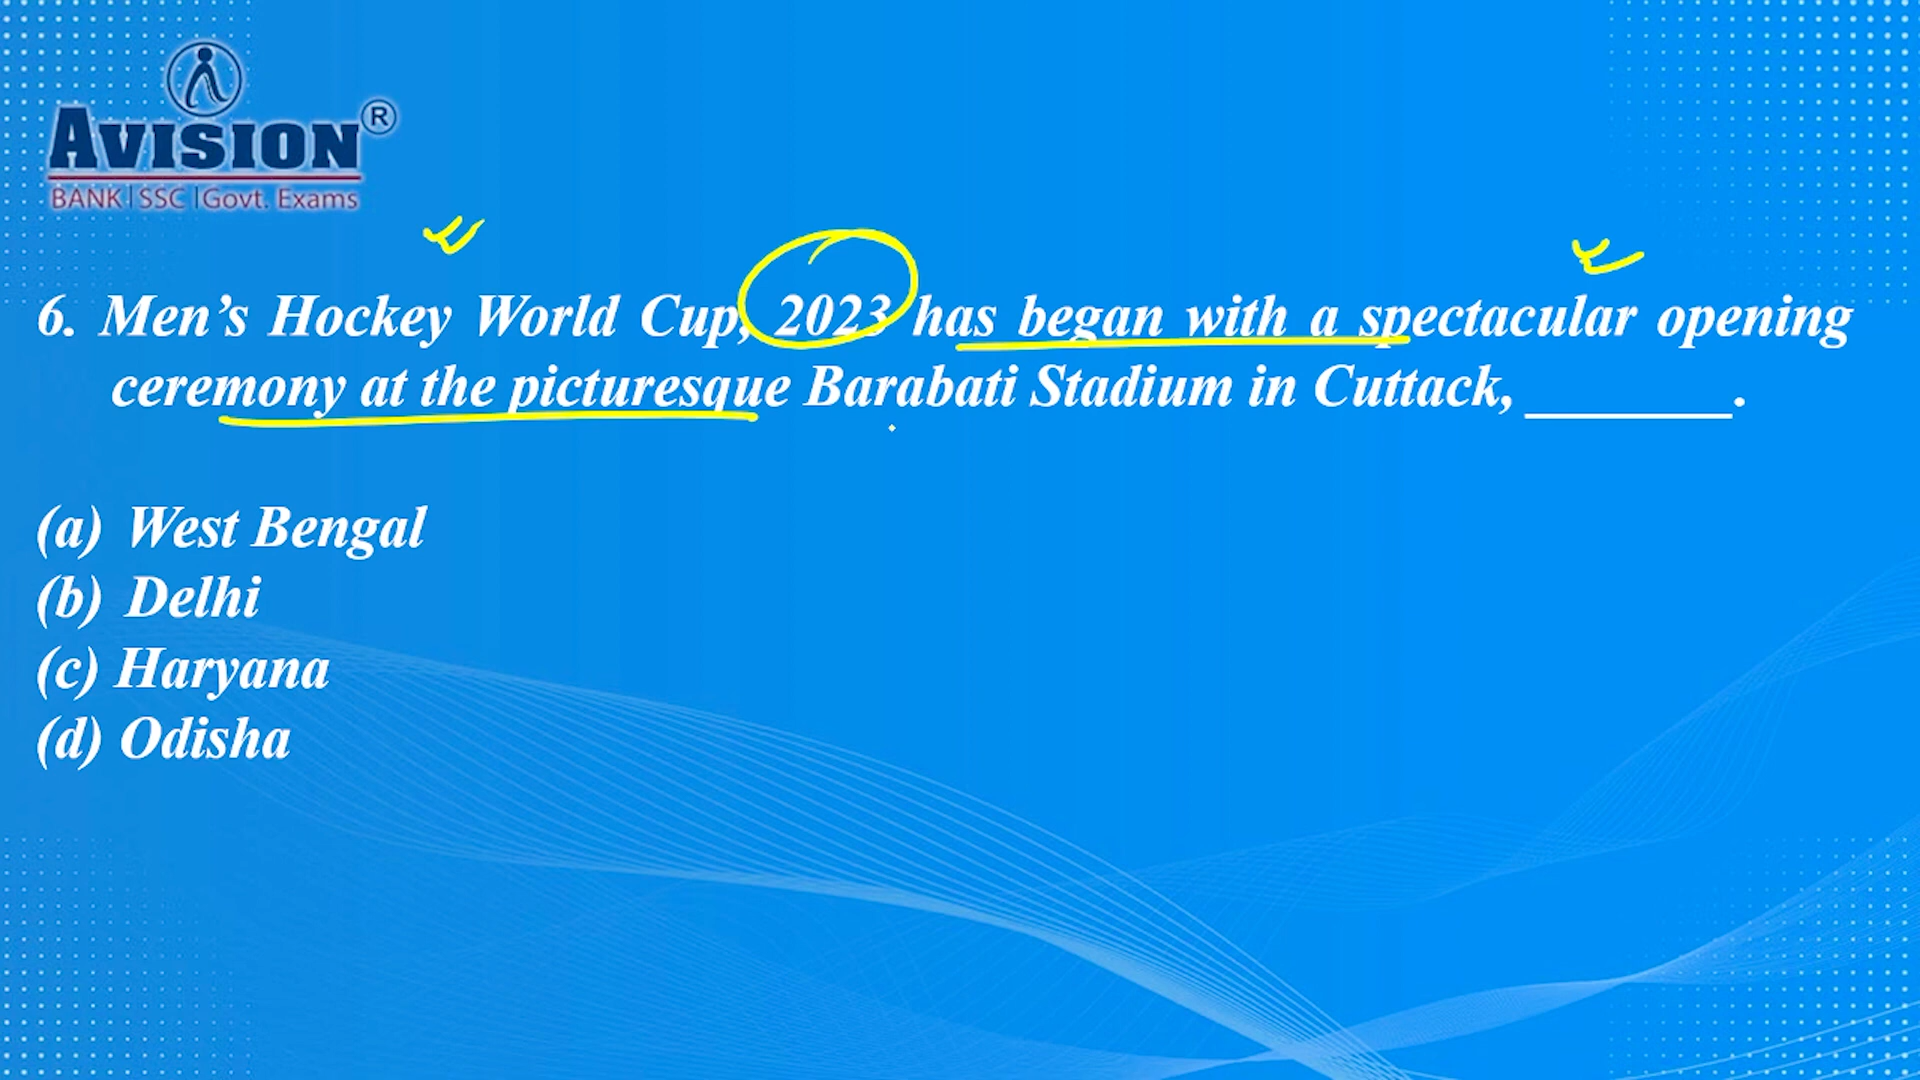 AVISION®
BANK | SSC | Govt. Exams
6. Men's Hockey World Cup, 2023 has began with a spectacular opening
ceremony at the picturesque Barabati Stadium in Cuttack, _______.
(a) West Bengal
(b) Delhi
(c) Haryana
(d) Odisha